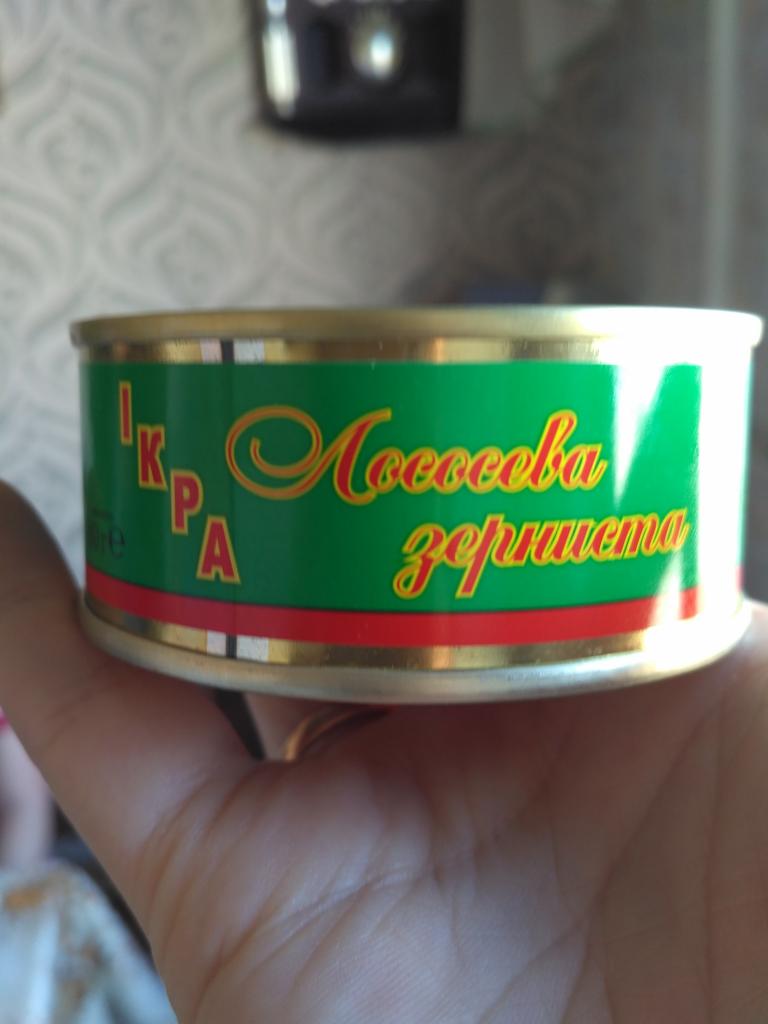 ІКРА
Лососева
зерниста